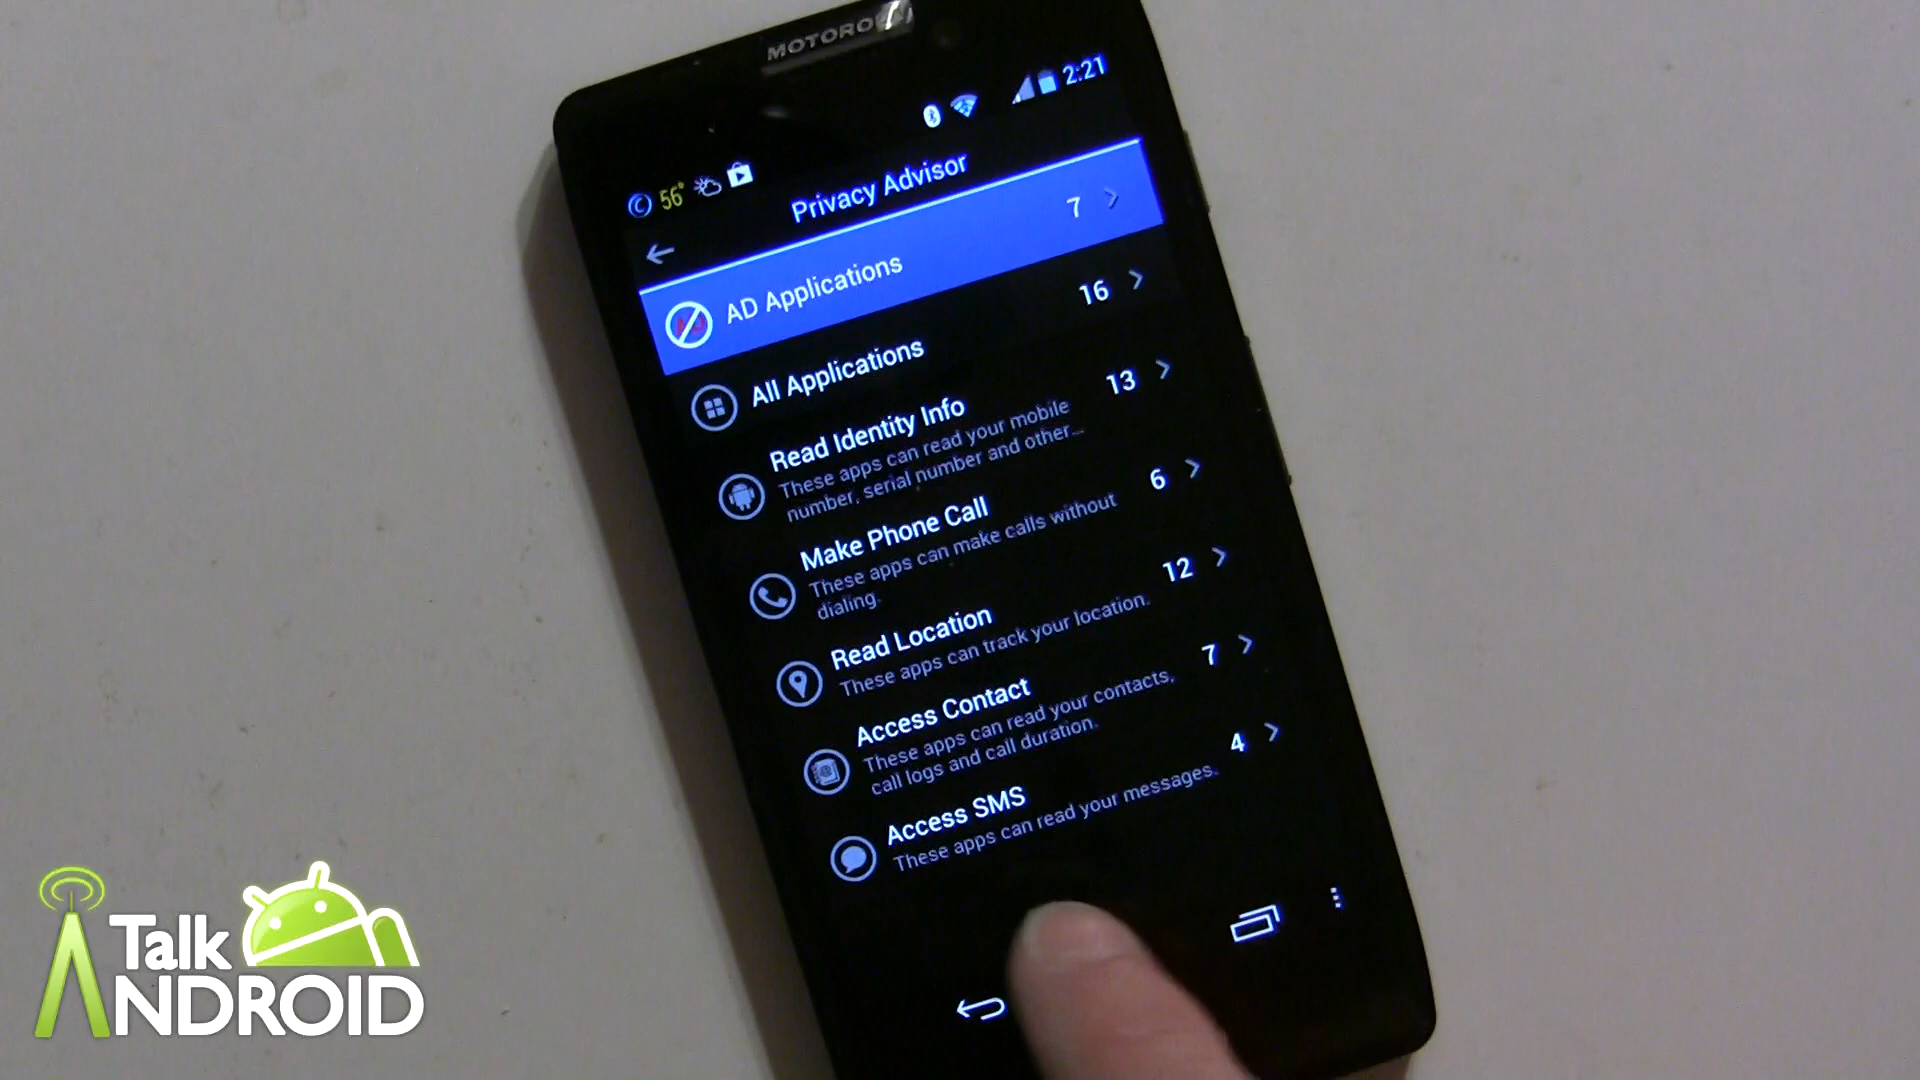 MOTOROLA
2:21
56°
Privacy Advisor
AD Applications 7
All Applications 16
Read Identity Info 13
These apps can read your mobile
number, serial number and other...
Make Phone Call 6
These apps can make calls without
dialing.
Read Location 12
These apps can track your location.
Access Contact 7
These apps can read your contacts,
call logs and call duration.
Access SMS 4
These apps can read your messages.
Talk
ANDROID